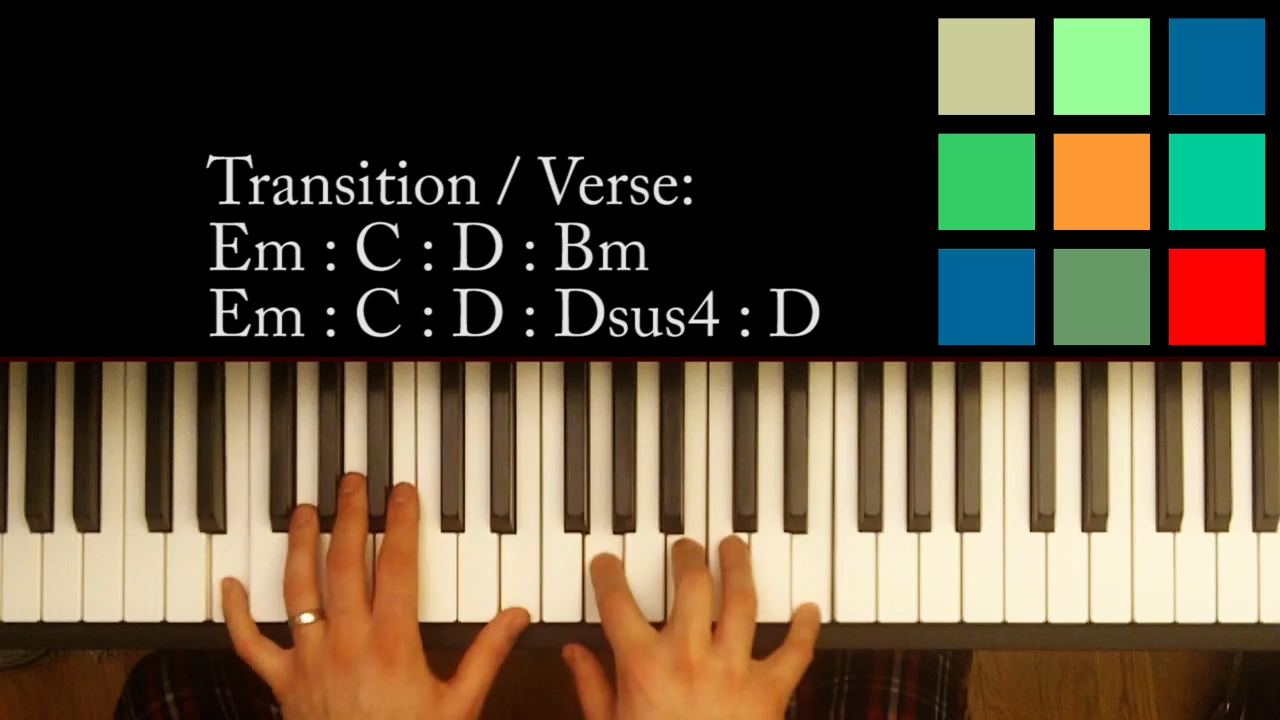 Transition / Verse:
Em : C : D : Bm
Em : C : D : Dsus4 : D